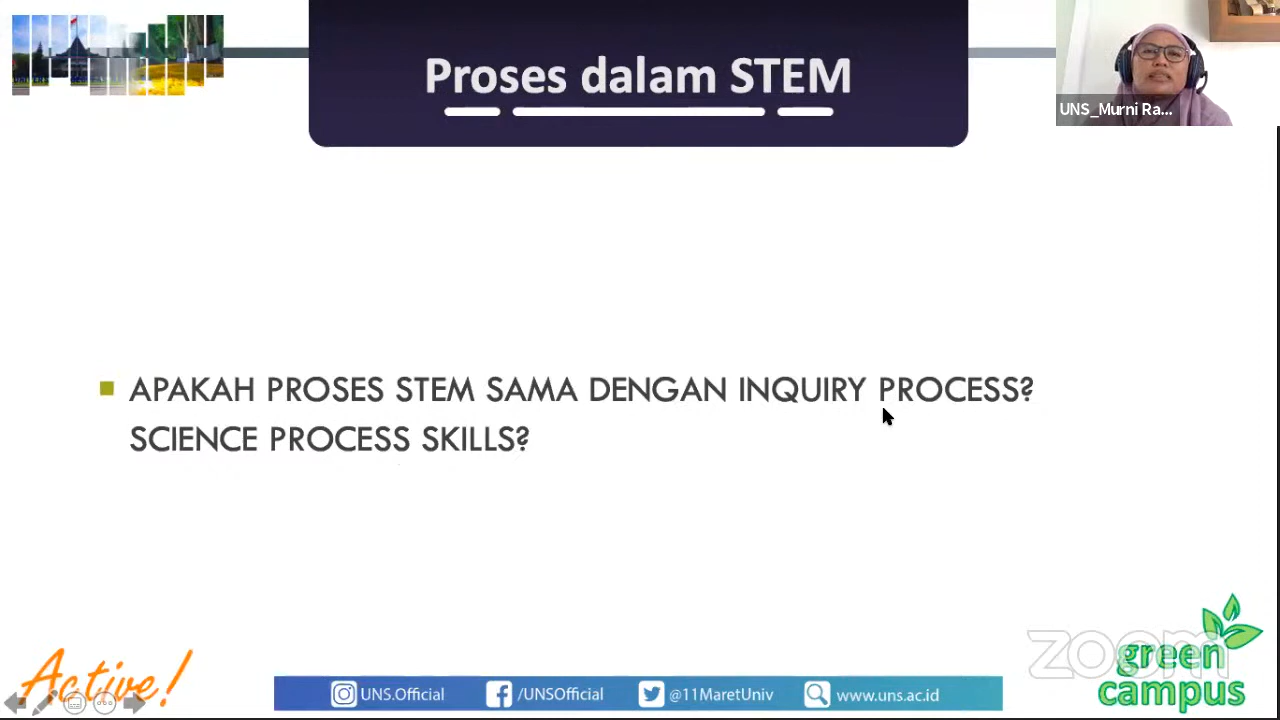 Proses dalam STEM
UNS_Murni Ra...
APAKAH PROSES STEM SAMA DENGAN INQUIRY PROCESS?
SCIENCE PROCESS SKILLS?
zoom
green
campus
Active!
UNS.Official
/UNSOfficial
@11MaretUniv
www.uns.ac.id